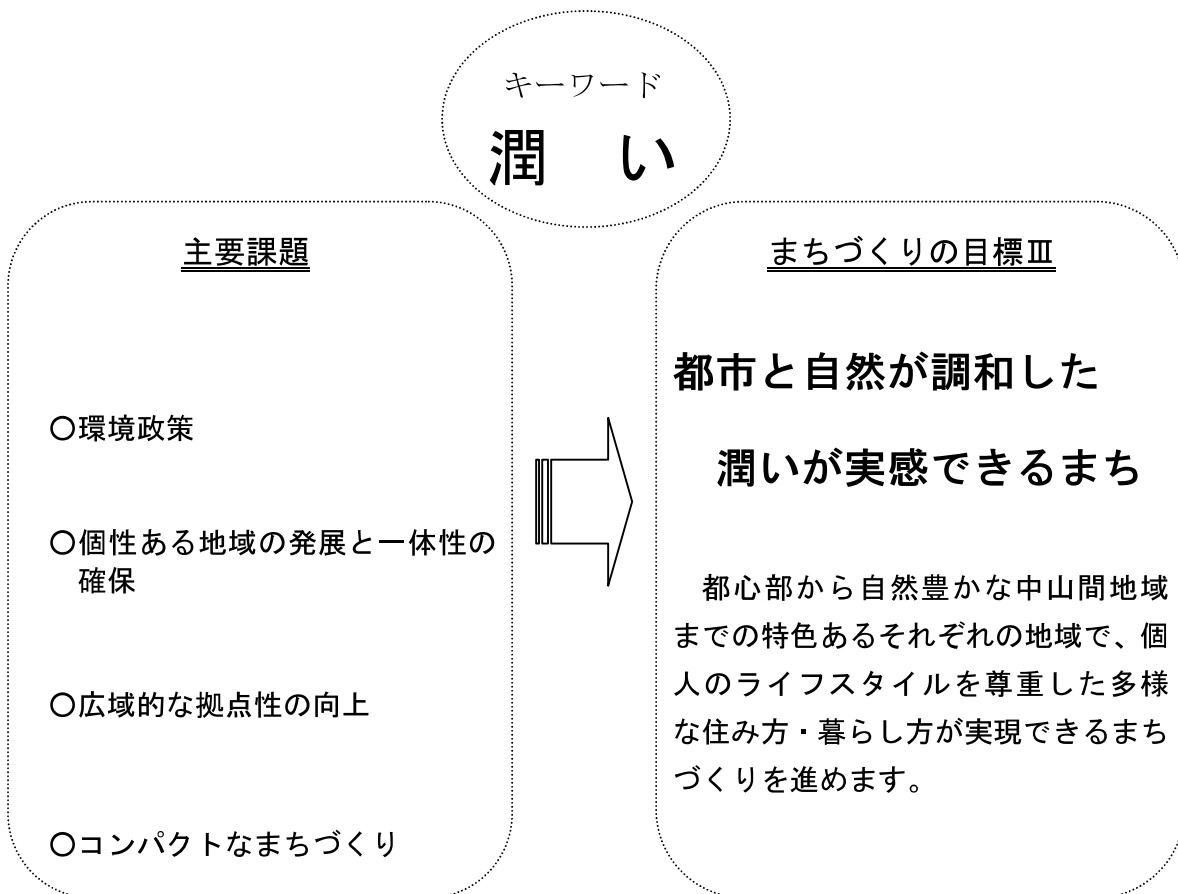 キーワード
潤　い
主要課題
〇環境政策
〇個性ある地域の発展と一体性の
確保
〇広域的な拠点性の向上
〇コンパクトなまちづくり
まちづくりの目標Ⅲ
都市と自然が調和した
潤いが実感できるまち
　都心部から自然豊かな中山間地域
までの特色あるそれぞれの地域で、個
人のライフスタイルを尊重した多様
な住み方・暮らし方が実現できるまち
づくりを進めます。